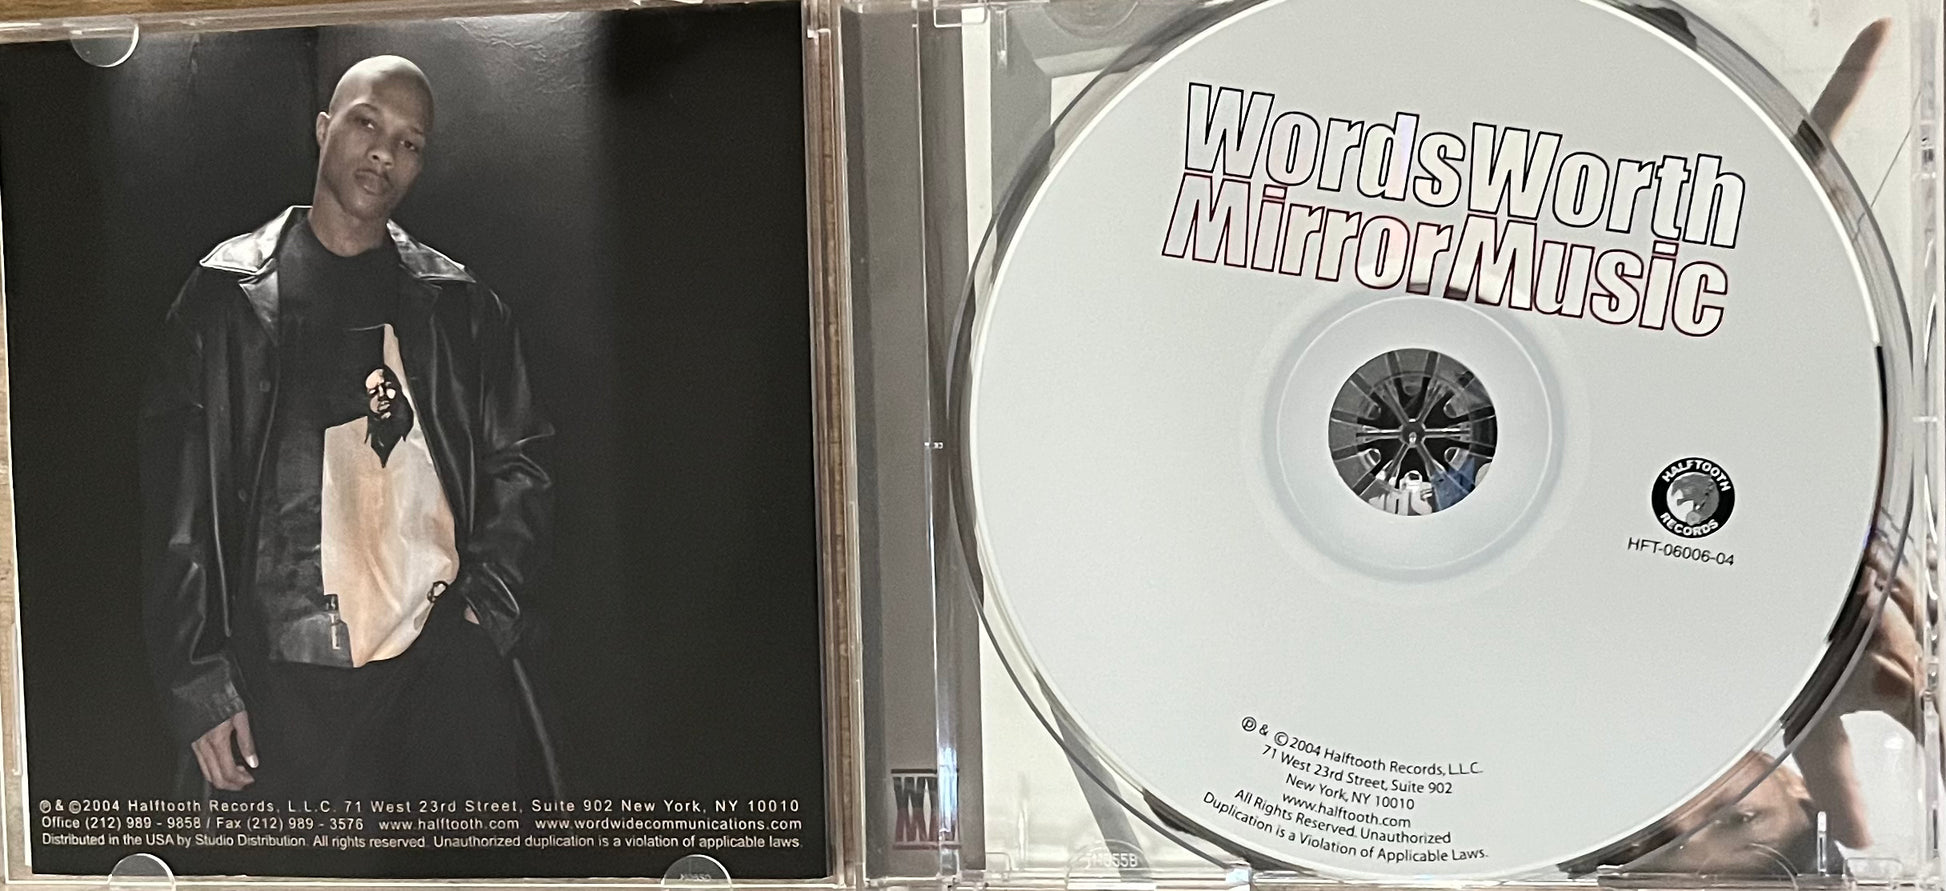 ℗ & ©2004 Halftooth Records, L.L.C. 71 West 23rd Street, Suite 902 New York, NY 10010
Office (212) 989 - 9858 / Fax (212) 989 - 3576 www.halftooth.com www.wordwidecommunications.com
Distributed in the USA by Studio Distribution. All rights reserved. Unauthorized duplication is a violation of applicable laws.
WordsWorth
MirrorMusic
HALFTOOTH
RECORDS
HFT-06006-04
℗ & ©2004 Halftooth Records, L.L.C.
71 West 23rd Street, Suite 902
New York, NY 10010
www.halftooth.com
All Rights Reserved. Unauthorized
Duplication is a Violation of Applicable Laws.